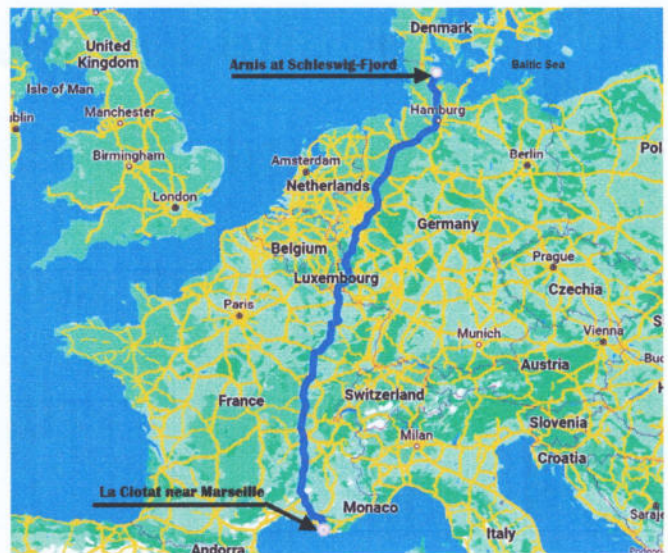 Denmark
United
Kingdom
Arnis at Schleswig-Fjord
Baltic Sea
Isle of Man
Hamburg
Manchester
Birmingham
Amsterdam
Berlin
Netherlands
London
Germany
Belgium
Prague
Luxembourg
Czechia
Paris
Munich
Vienna
Austria
France
Switzerland
Slovenia
Milan
Croatia
La Ciotat near Marseille
Monaco
Italy
Andorra